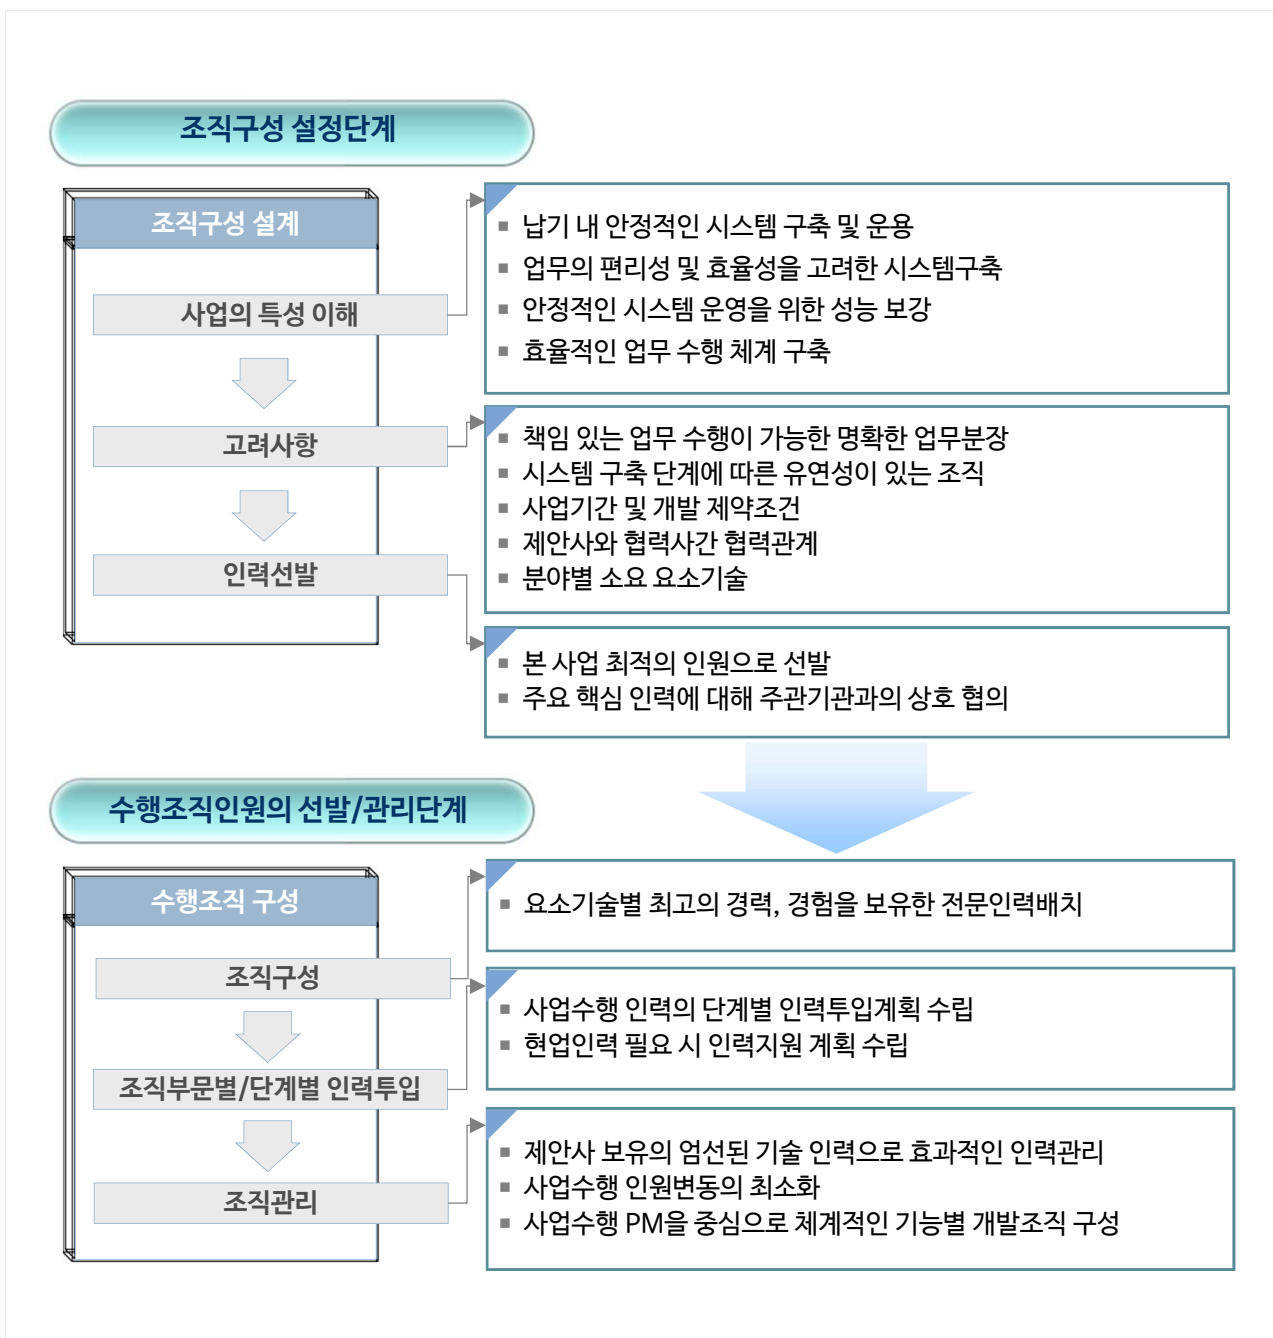 조직구성 설정단계
조직구성 설계
사업의 특성 이해
▪ 납기 내 안정적인 시스템 구축 및 운용
▪ 업무의 편리성 및 효율성을 고려한 시스템구축
▪ 안정적인 시스템 운영을 위한 성능 보강
▪ 효율적인 업무 수행 체계 구축
고려사항
▪ 책임 있는 업무 수행이 가능한 명확한 업무분장
▪ 시스템 구축 단계에 따른 유연성이 있는 조직
▪ 사업기간 및 개발 제약조건
▪ 제안사와 협력사간 협력관계
▪ 분야별 소요 요소기술
인력선발
▪ 본 사업 최적의 인원으로 선발
▪ 주요 핵심 인력에 대해 주관기관과의 상호 협의
수행조직인원의 선발/관리단계
수행조직 구성
조직구성
▪ 요소기술별 최고의 경력, 경험을 보유한 전문인력배치
조직부문별/단계별 인력투입
▪ 사업수행 인력의 단계별 인력투입계획 수립
▪ 현업인력 필요 시 인력지원 계획 수립
조직관리
▪ 제안사 보유의 엄선된 기술 인력으로 효과적인 인력관리
▪ 사업수행 인원변동의 최소화
▪ 사업수행 PM을 중심으로 체계적인 기능별 개발조직 구성